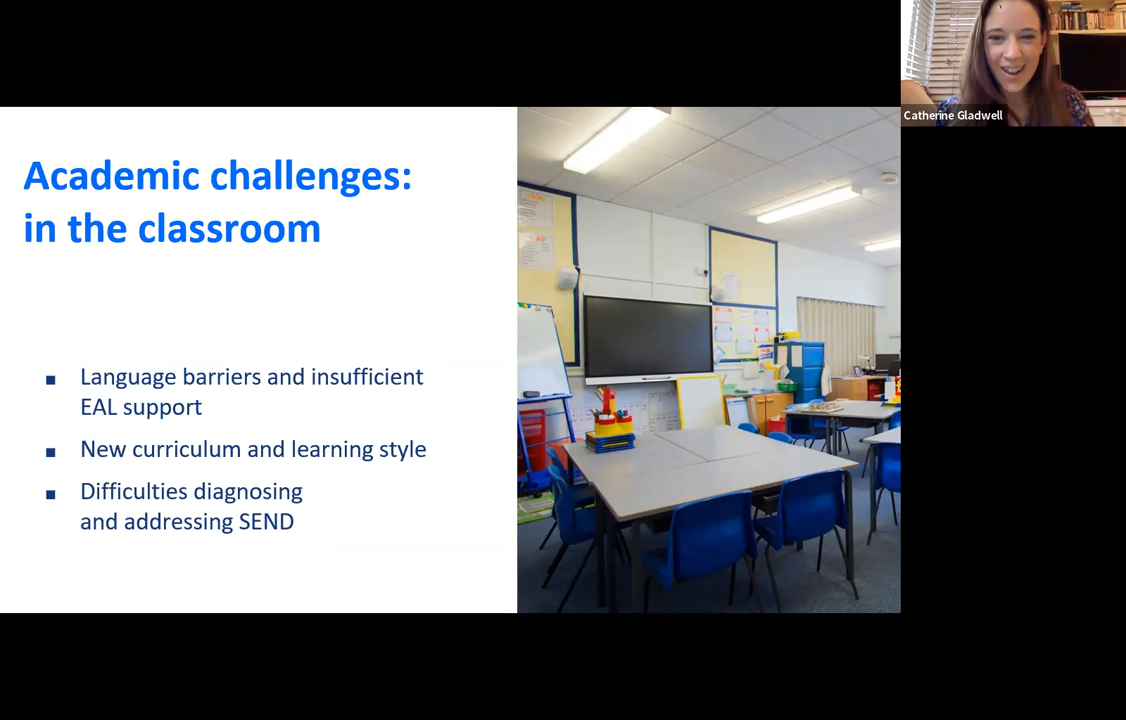 Catherine Gladwell
Academic challenges:
in the classroom
■ Language barriers and insufficient
EAL support
■ New curriculum and learning style
■ Difficulties diagnosing
and addressing SEND